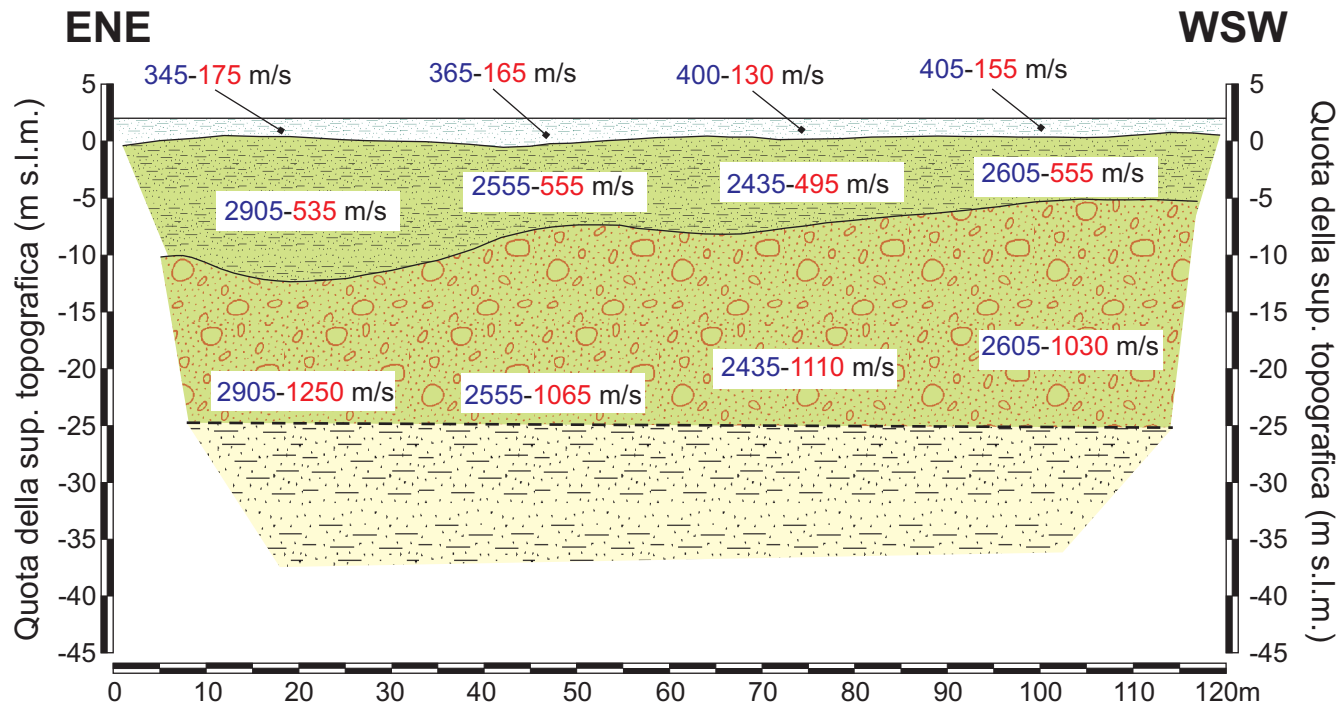 ENE
WSW
345-175 m/s
365-165 m/s
400-130 m/s
405-155 m/s
Quota della sup. topografica (m s.l.m.)
5
0
-5
-10
-15
-20
-25
-30
-35
-40
-45
2905-535 m/s
2555-555 m/s
2435-495 m/s
2605-555 m/s
2905-1250 m/s
2555-1065 m/s
2435-1110 m/s
2605-1030 m/s
5
0
-5
-10
-15
-20
-25
-30
-35
-40
-45
Quota della sup. topografica (m s.l.m.)
0 10 20 30 40 50 60 70 80 90 100 110 120m